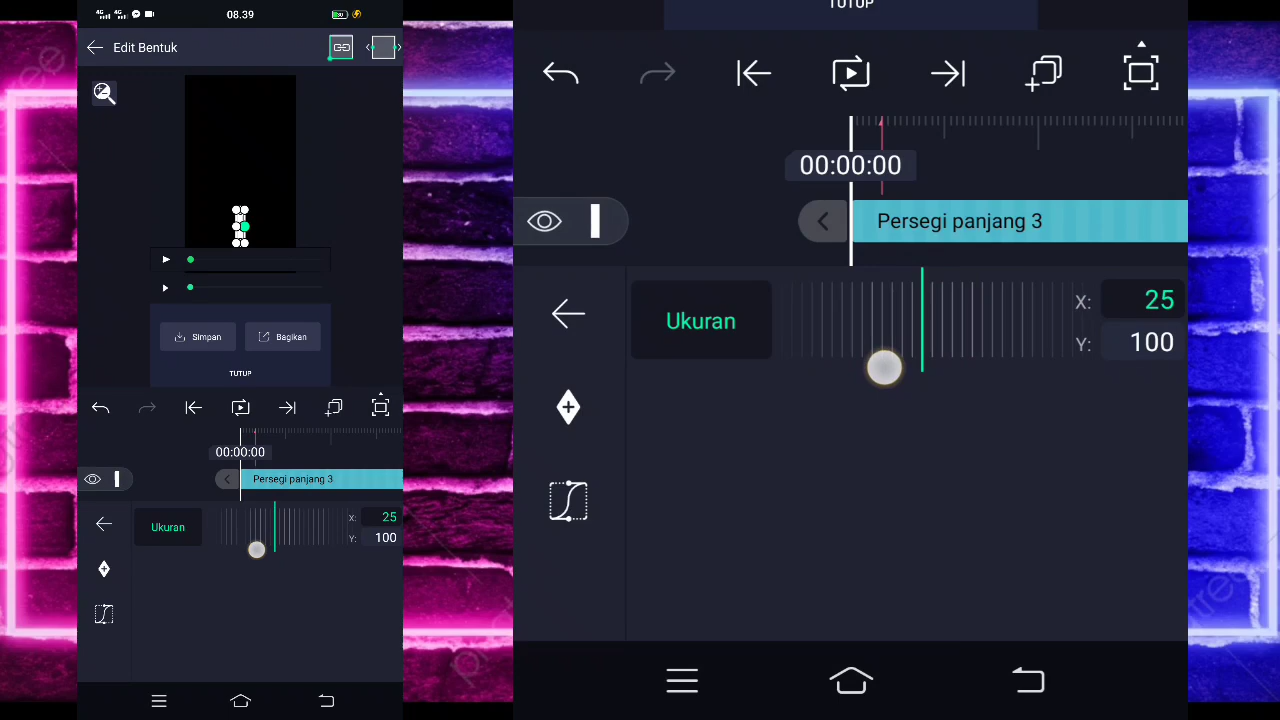 08.39
Edit Bentuk
Simpan
Bagikan
TUTUP
00:00:00
Persegi panjang 3
Ukuran
X: 25
Y: 100
TUTUP
00:00:00
Persegi panjang 3
Ukuran
X: 25
Y: 100